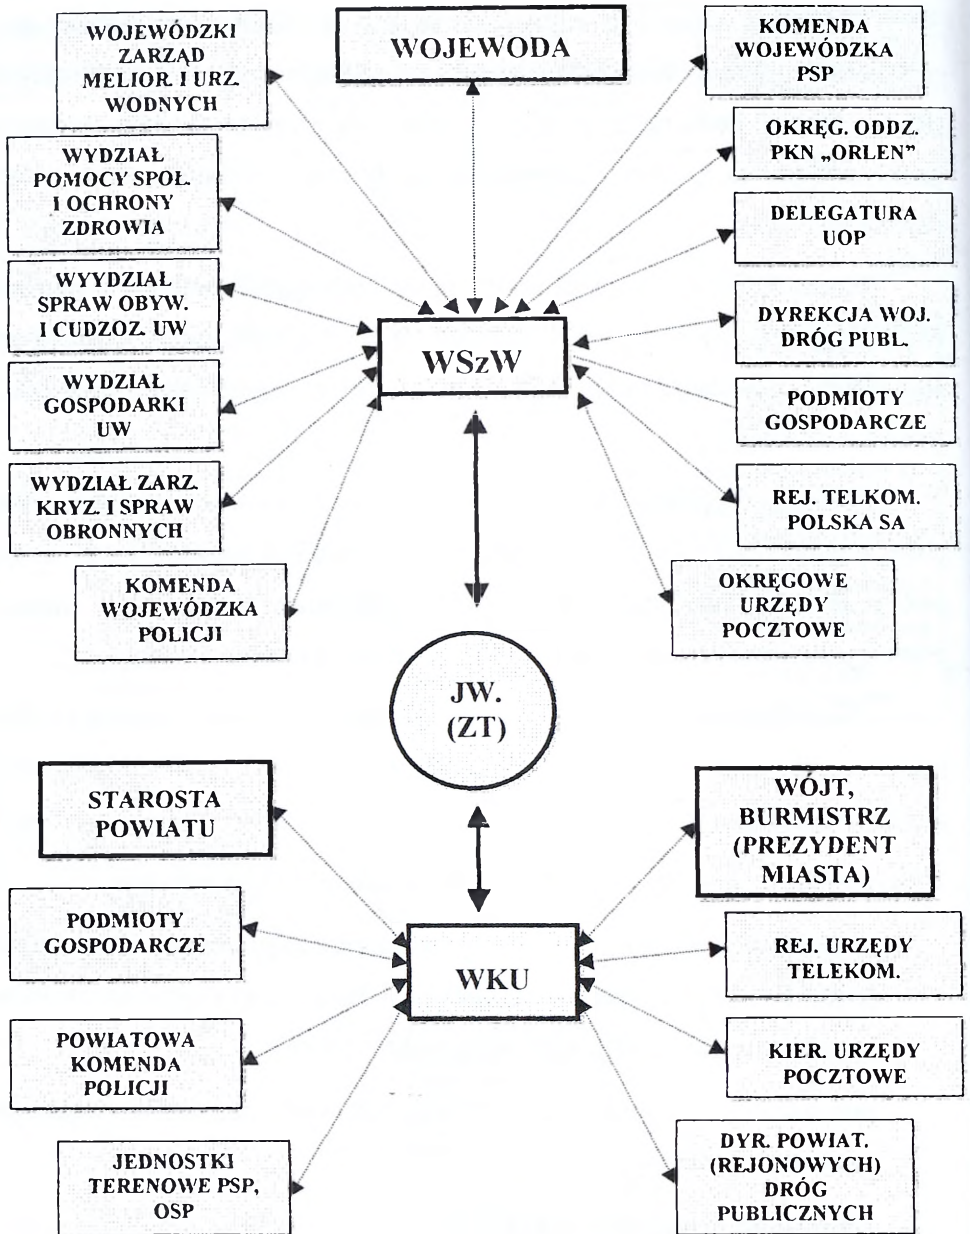 WOJEWÓDZKI
ZARZĄD
MELIOR. I URZ.
WODNYCH
WOJEWODA
KOMENDA
WOJEWÓDZKA
PSP
WYDZIAŁ
POMOCY SPOŁ.
I OCHRONY
ZDROWIA
OKRĘG. ODDZ.
PKN „ORLEN”
DELEGATURA
UOP
WYYDZIAŁ
SPRAW OBYW.
I CUDZOZ. UW
WSzW
DYREKCJA WOJ.
DRÓG PUBL.
WYDZIAŁ
GOSPODARKI
UW
PODMIOTY
GOSPODARCZE
WYDZIAŁ ZARZ.
KRYZ. I SPRAW
OBRONNYCH
REJ. TELKOM.
POLSKA SA
KOMENDA
WOJEWÓDZKA
POLICJI
OKRĘGOWE
URZĘDY
POCZTOWE
JW.
(ZT)
STAROSTA
POWIATU
WÓJT,
BURMISTRZ
(PREZYDENT
MIASTA)
PODMIOTY
GOSPODARCZE
WKU
REJ. URZĘDY
TELEKOM.
POWIATOWA
KOMENDA
POLICJI
KIER. URZĘDY
POCZTOWE
JEDNOSTKI
TERENOWE PSP,
OSP
DYR. POWIAT.
(REJONOWYCH)
DRÓG
PUBLICZNYCH